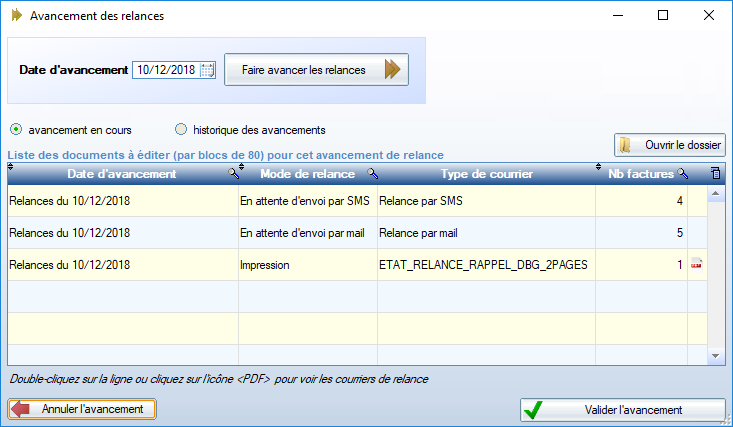 Avancement des relances
Date d'avancement 10/12/2018 Faire avancer les relances
avancement en cours historique des avancements
Ouvrir le dossier
Liste des documents à éditer (par blocs de 80) pour cet avancement de relance
Date d'avancement Mode de relance Type de courrier Nb factures
Relances du 10/12/2018 En attente d'envoi par SMS Relance par SMS 4
Relances du 10/12/2018 En attente d'envoi par mail Relance par mail 5
Relances du 10/12/2018 Impression ETAT_RELANCE_RAPPEL_DBG_2PAGES 1
Double-cliquez sur la ligne ou cliquez sur l'icône <PDF> pour voir les courriers de relance
Annuler l'avancement Valider l'avancement